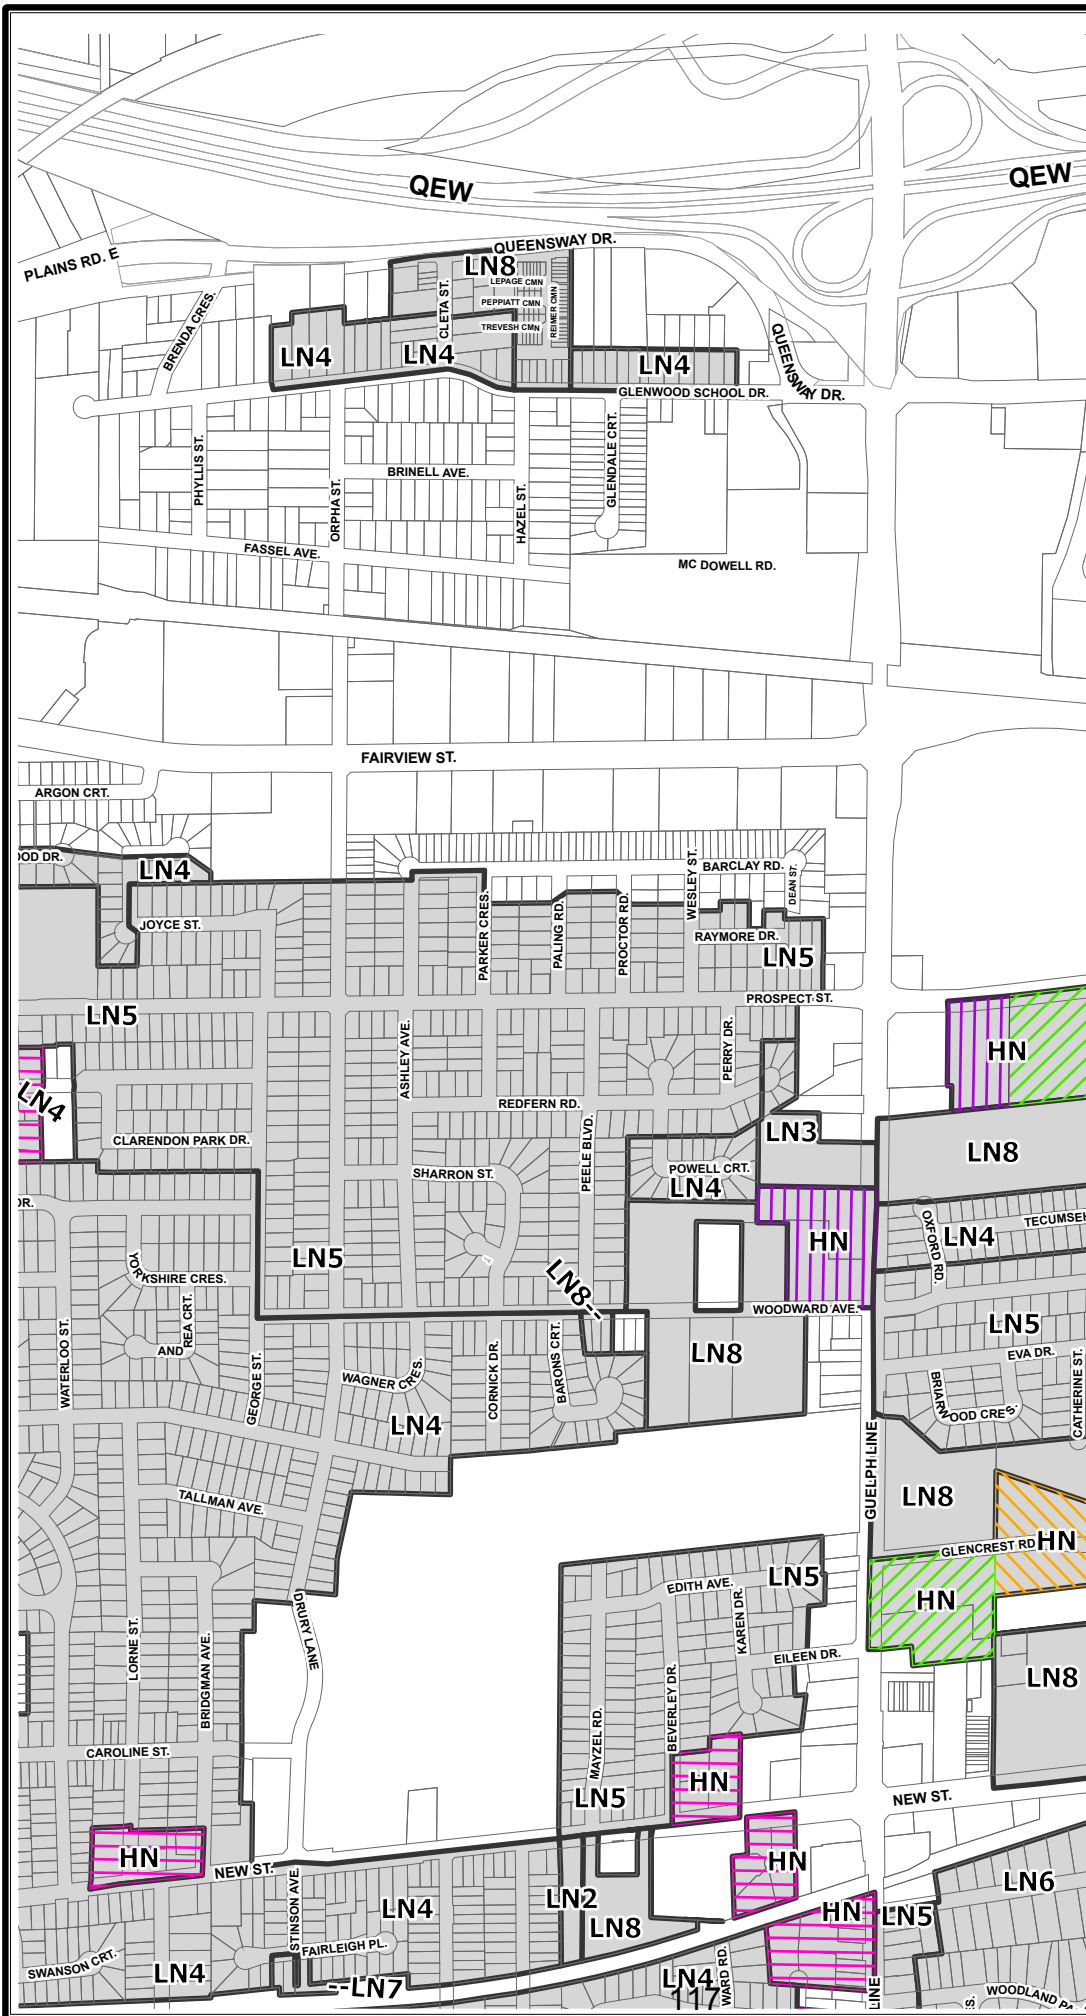 QEW
QEW
PLAINS RD. E
QUEENSWAY DR.
LN8
LEPAGE CMN
PEPPIATT CMN
TREVESH CMN
REIMER CMN
CLETA ST.
BRENDA CRES.
LN4
LN4
LN4
QUEENSWAY DR.
GLENWOOD SCHOOL DR.
PHYLLIS ST.
ORPHA ST.
BRINELL AVE.
HAZEL ST.
GLENDALE CRT.
FASSEL AVE.
MC DOWELL RD.
FAIRVIEW ST.
ARGON CRT.
OOD DR.
LN4
BARCLAY RD.
WESLEY ST.
DEAN ST.
JOYCE ST.
PARKER CRES.
PALING RD.
PROCTOR RD.
RAYMORE DR.
LN5
PROSPECT ST.
LN5
ASHLEY AVE.
PERRY DR.
HN
LN4
REDFERN RD.
CLARENDON PARK DR.
LN3
LN8
SHARRON ST.
PEELE BLVD.
POWELL CRT.
LN4
DR.
OXFORD RD.
TECUMSEH
LN4
HN
LN5
YORKSHIRE CRES.
LN8--
WOODWARD AVE.
WATERLOO ST.
ANDREA CRT.
LN5
EVA DR.
LN8
GEORGE ST.
WAGNER CRES.
CORNICK DR.
BARONS CRT.
BRIARWOOD CRES.
CATHERINE ST.
LN4
GUELPH LINE
TALLMAN AVE.
LN8
GLENCREST RD
HN
EDITH AVE.
LN5
HN
DRURY LANE
KAREN DR.
LORNE ST.
BRIDGMAN AVE.
EILEEN DR.
LN8
BEVERLEY DR.
MAYZEL RD.
CAROLINE ST.
HN
LN5
NEW ST.
HN
NEW ST.
HN
LN6
LN2
LN4
HN
LN5
STINSON AVE.
LN8
FAIRLEIGH PL.
SWANSON CRT.
LN4
--LN7
LN4
WARD RD.
LINE
WOODLAND P
S.
117